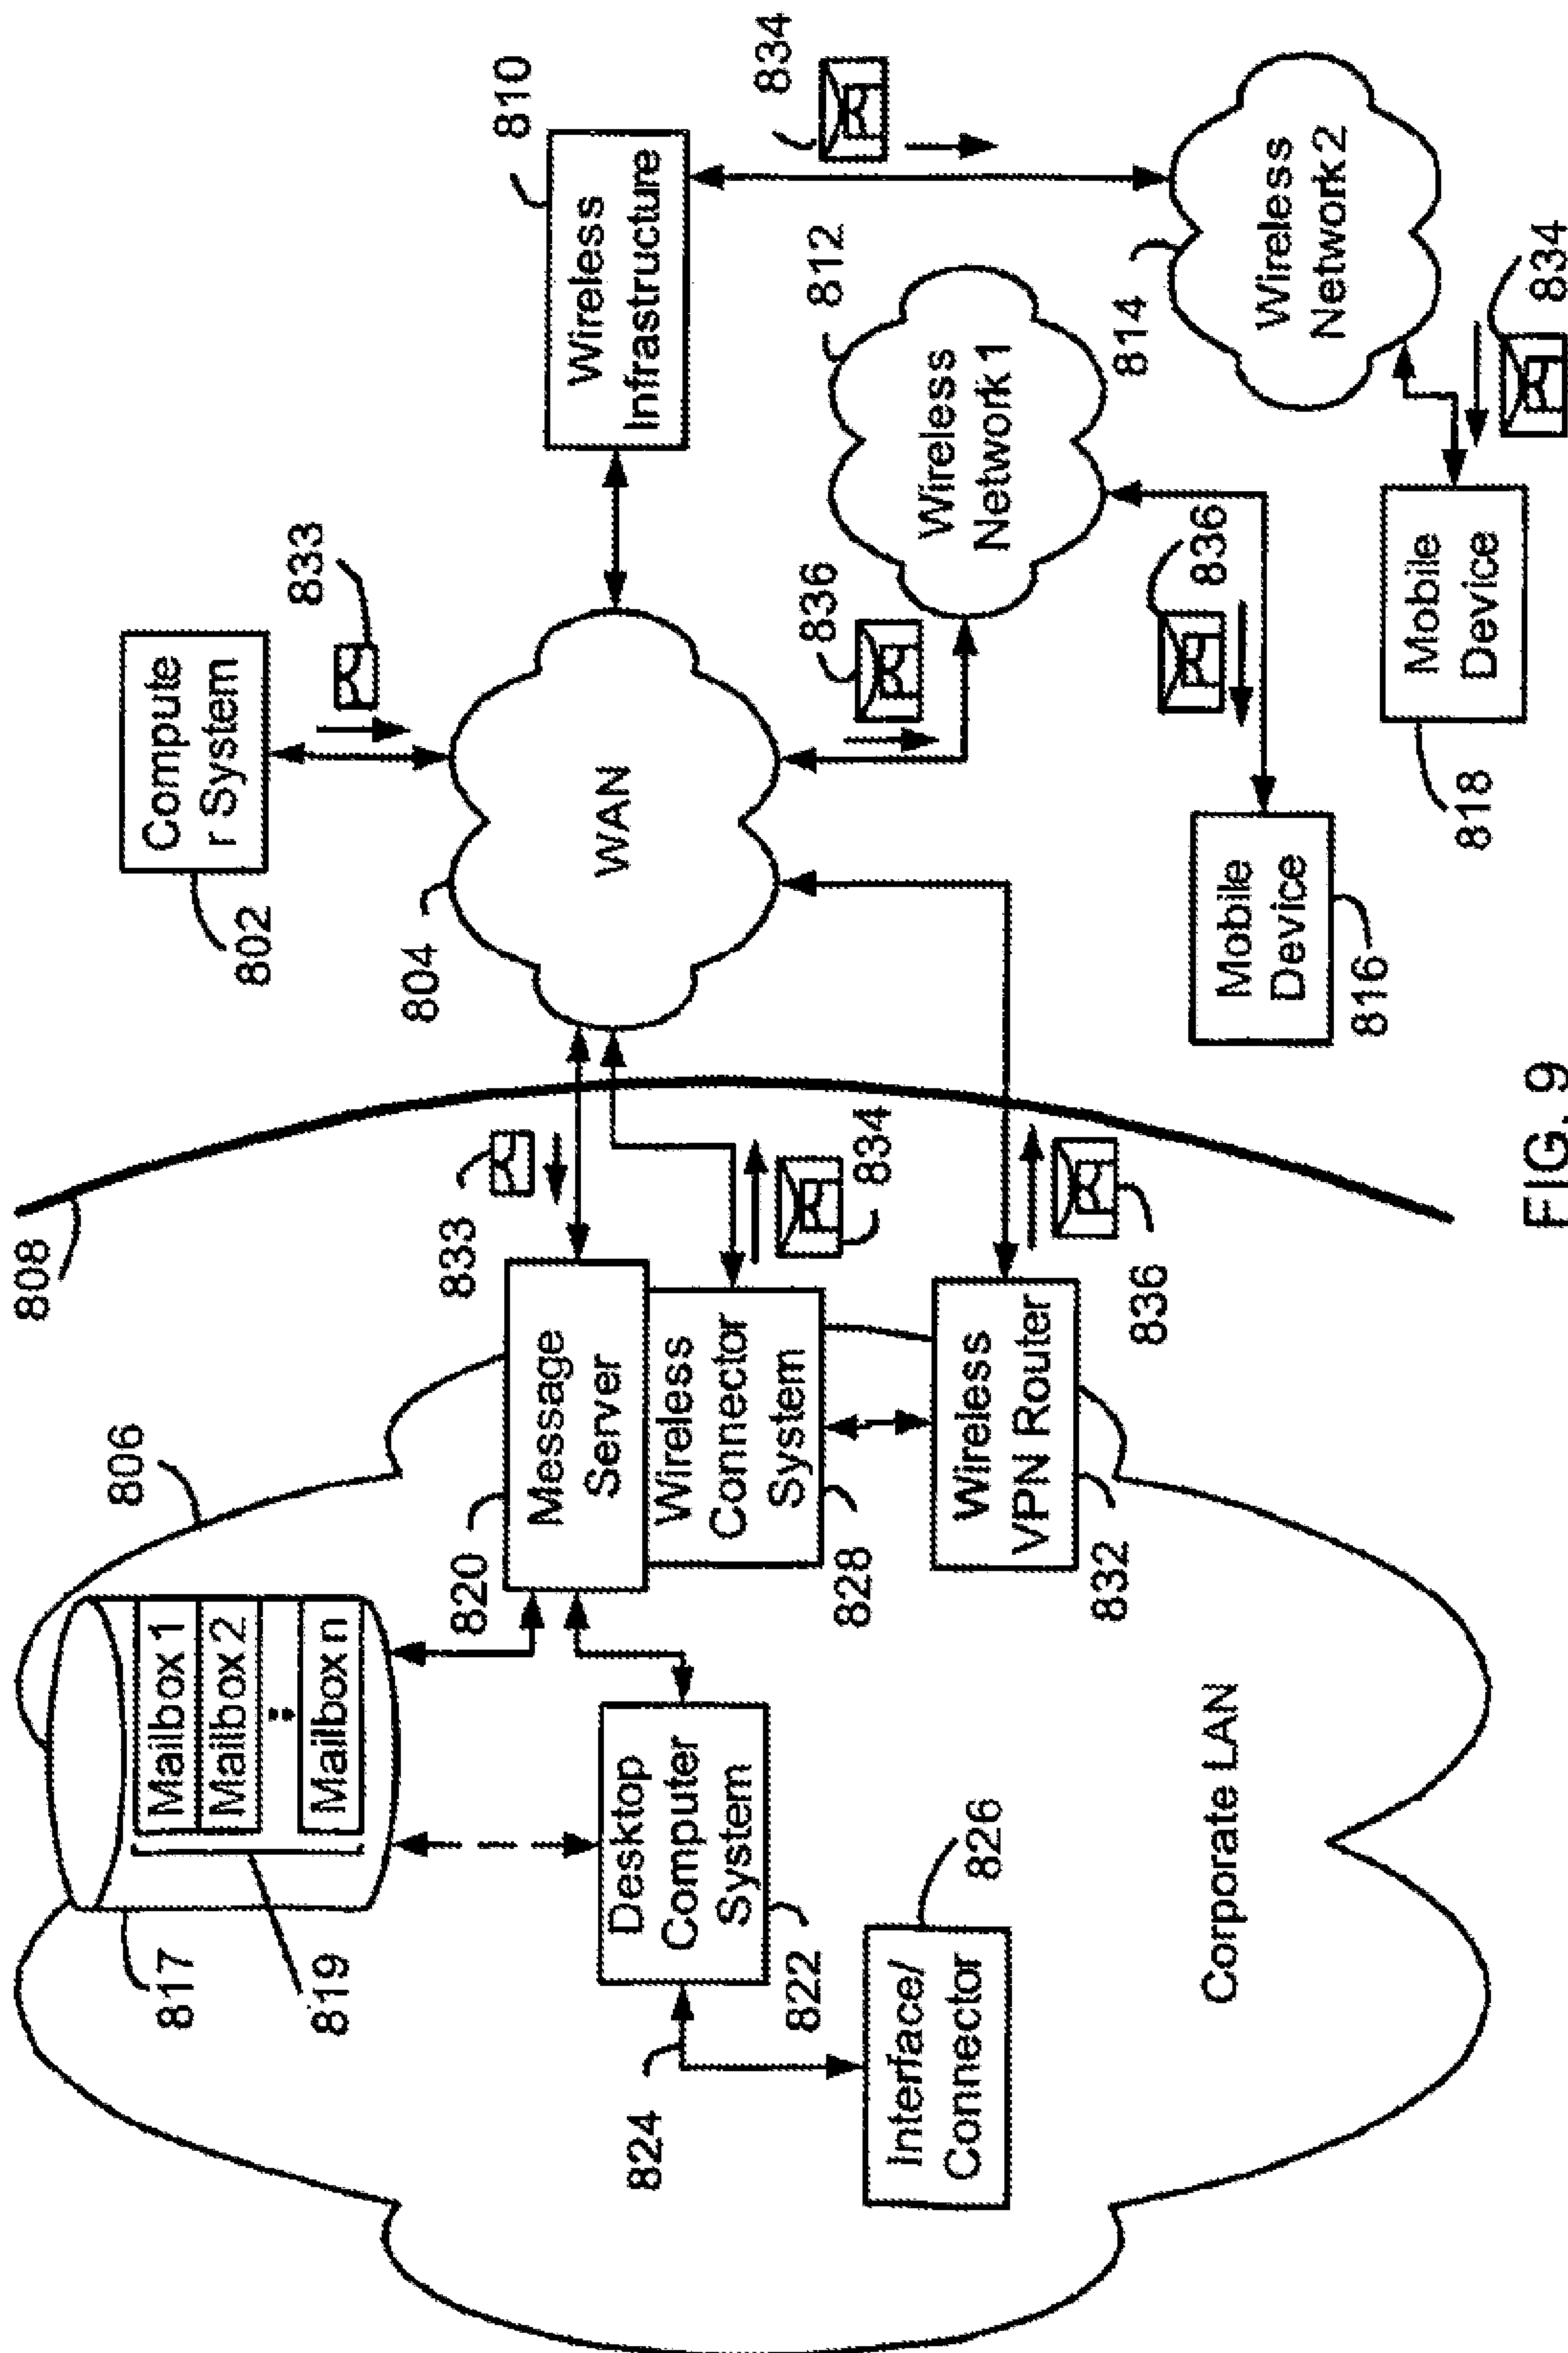 808
817
819
Mailbox 1
Mailbox 2
Mailbox n
806
833
802
Compute
r System
833
810
Wireless
Infrastructure
834
804
WAN
820
Message
Server
Wireless
Connector
System
828
834
Desktop
Computer
System
822
824
Interface/
Connector
826
832
Wireless
VPN Router
836
836
812
Wireless
Network 1
814
Wireless
Network 2
836
834
Mobile
Device
816
Mobile
Device
818
Corporate LAN
FIG. 9